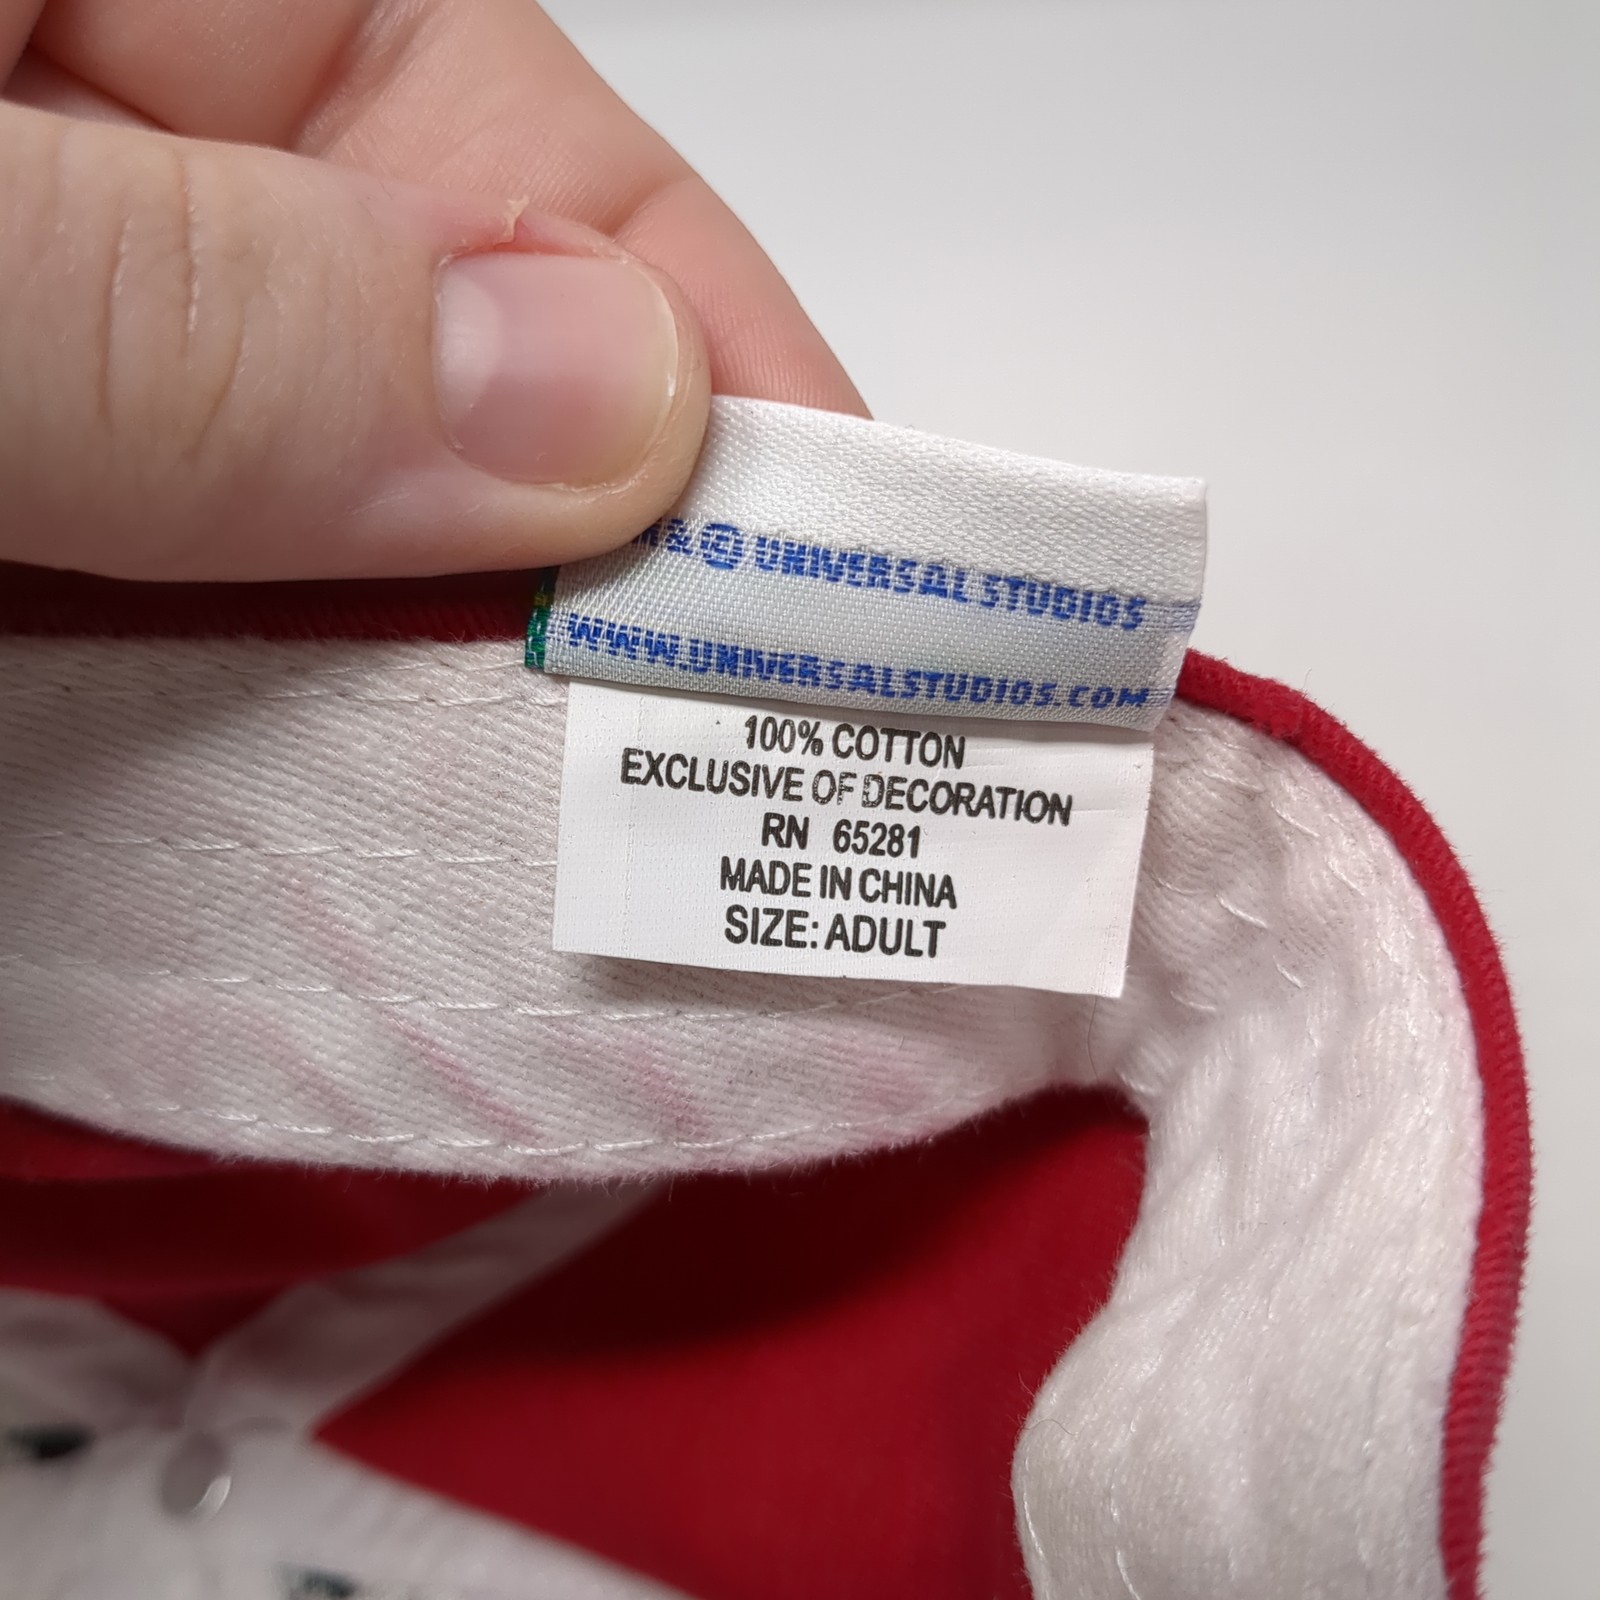 & © UNIVERSAL STUDIOS
WWW.UNIVERSALSTUDIOS.COM
100% COTTON
EXCLUSIVE OF DECORATION
RN 65281
MADE IN CHINA
SIZE: ADULT